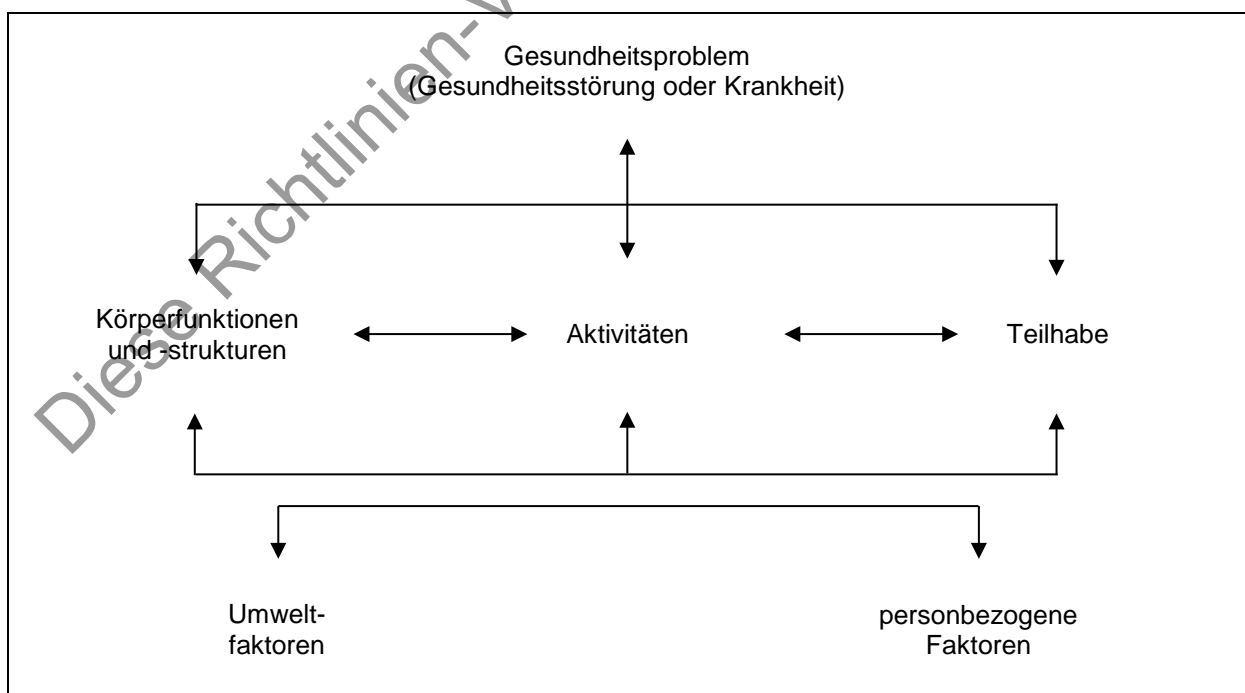 Gesundheitsproblem
(Gesundheitsstörung oder Krankheit)
Körperfunktionen
und -strukturen
Aktivitäten
Teilhabe
Umwelt-
faktoren
personbezogene
Faktoren
Diese Richtlinien-